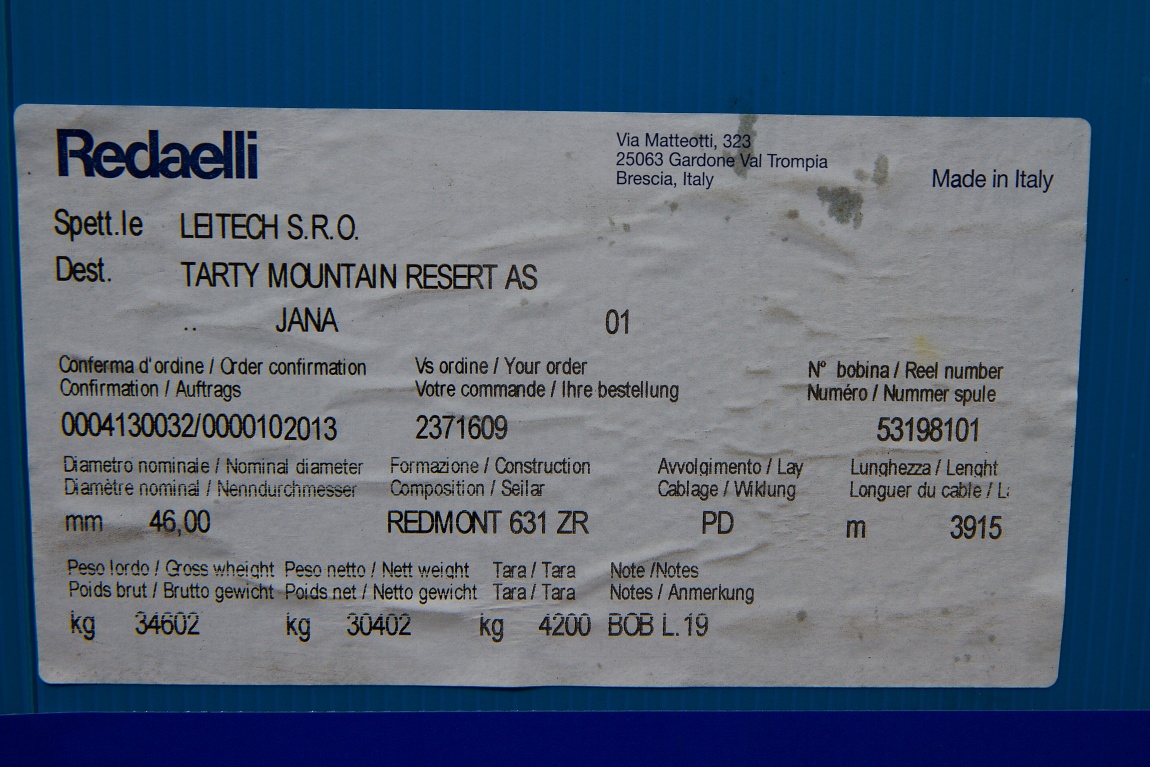 Redaelli
Via Matteotti, 323
25063 Gardone Val Trompia
Brescia, Italy
Made in Italy
Spett.le LEITECH S.R.O.
Dest. TARTY MOUNTAIN RESERT AS
.. JANA 01
Conferma d'ordine / Order confirmation Vs ordine / Your order N° bobina / Reel number
Confirmation / Auftrags Votre commande / Ihre bestellung Numéro / Nummer spule
0004130032/0000102013 2371609 53198101
Diametro nominale / Nominal diameter Formazione / Construction Avvolgimento / Lay Lunghezza / Lenght
Diamètre nominal / Nenndurchmesser Composition / Seilar Cablage / Wiklung Longuer du cable /
mm 46,00 REDMONT 631 ZR PD m 3915
Peso lordo / Gross wheight Peso netto / Nett weight Tara / Tara Note /Notes
Poids brut / Brutto gewicht Poids net / Netto gewicht Tara / Tara Notes / Anmerkung
kg 34602 kg 30402 kg 4200 BOB L.19